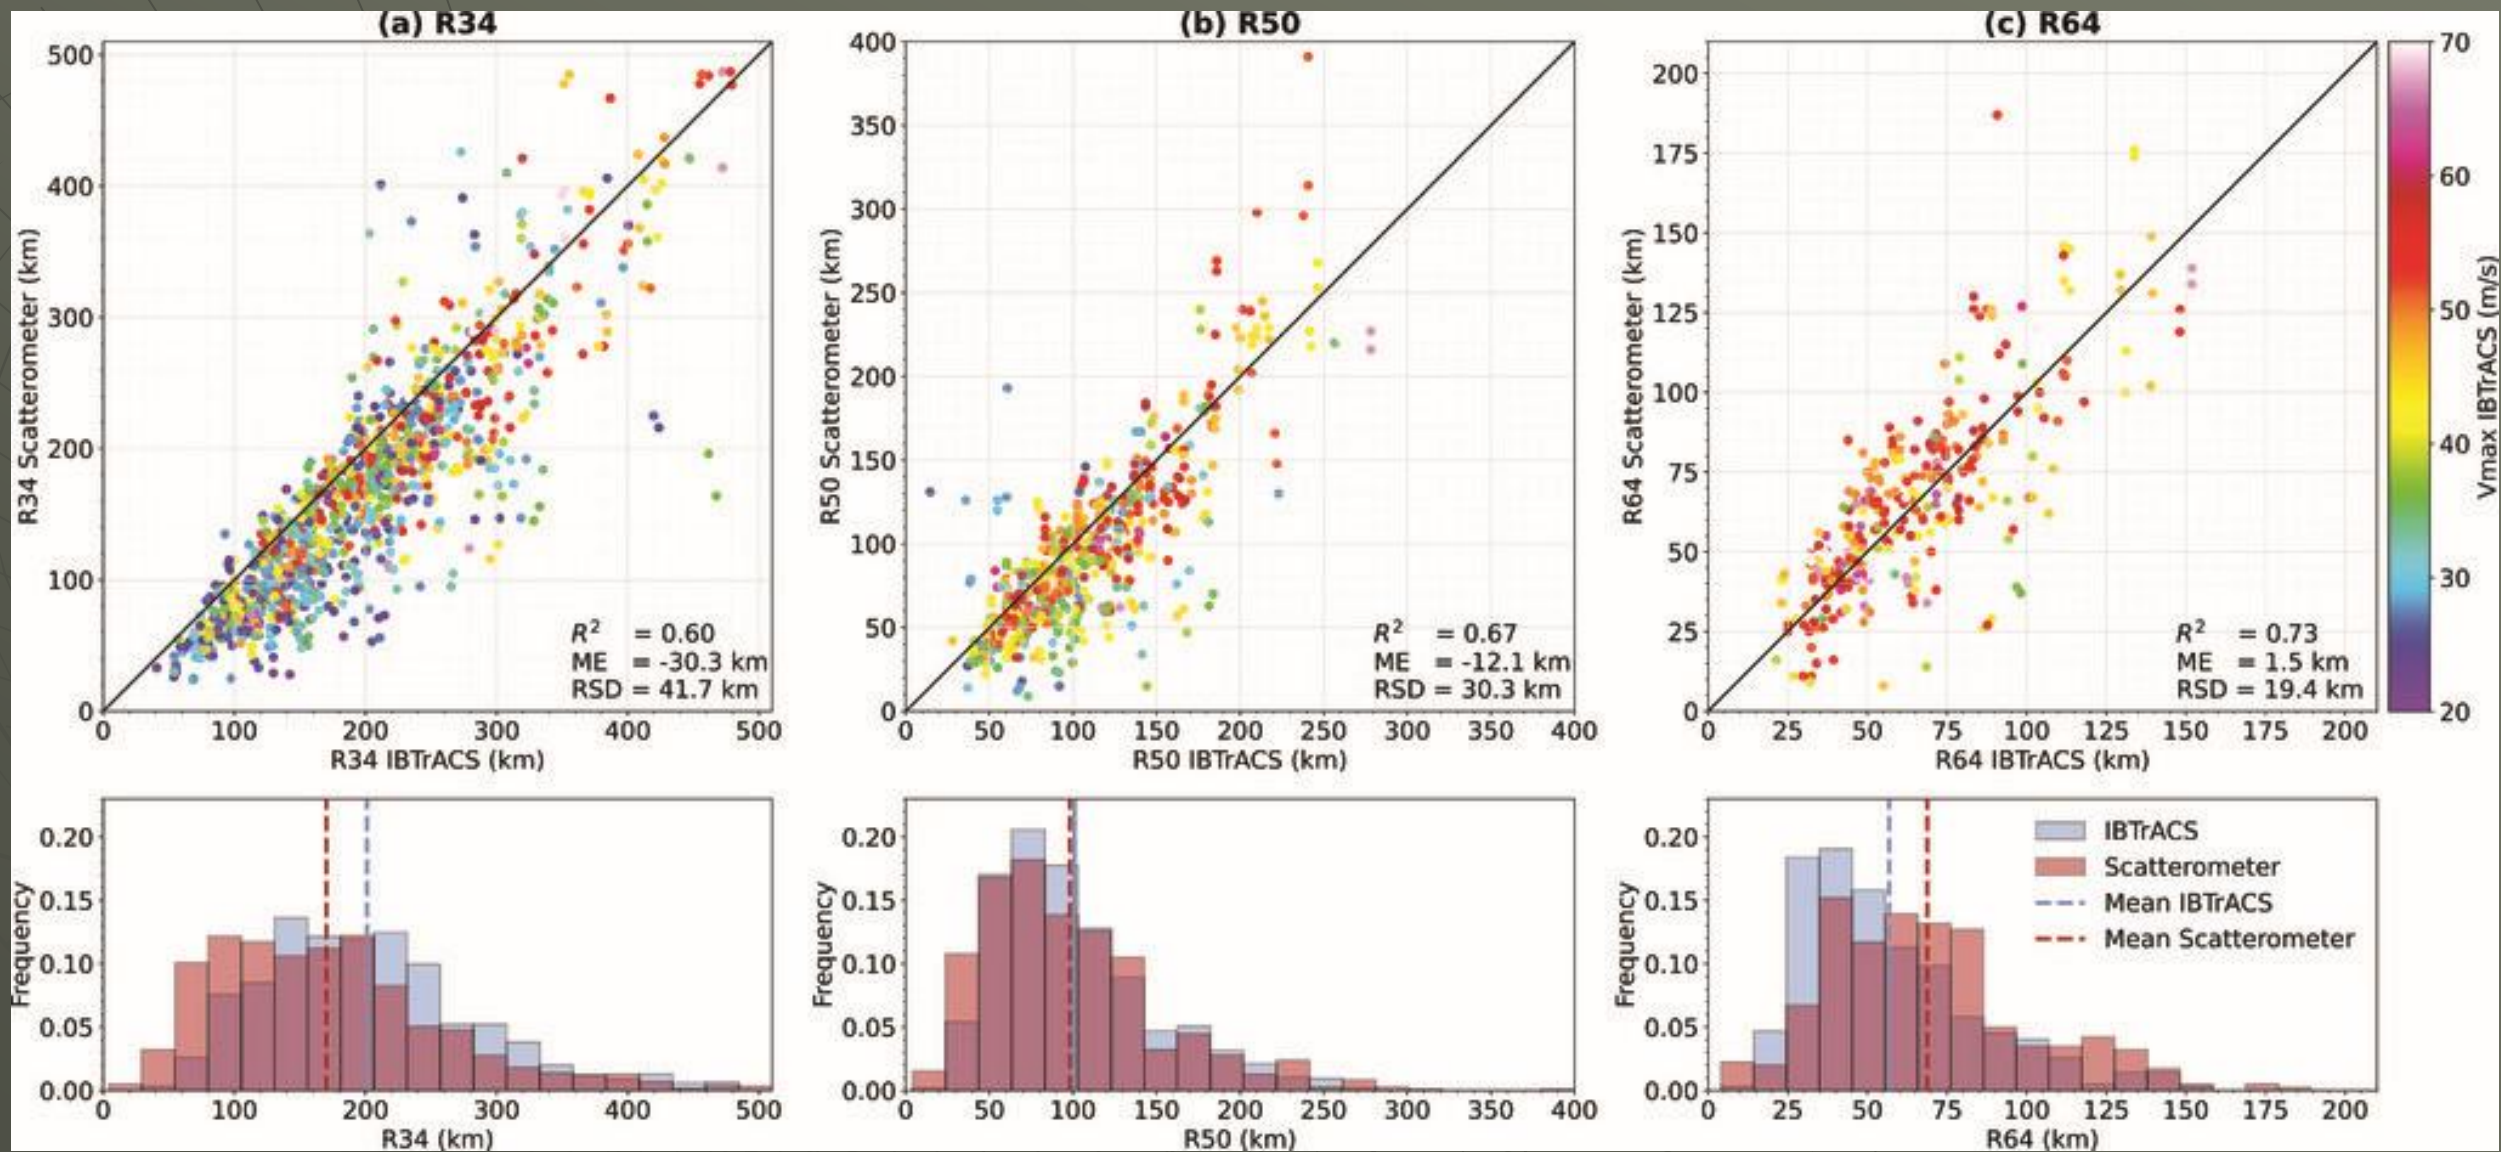 (a) R34
(b) R50
(c) R64
R34 Scatterometer (km)
500
400
300
200
100
0
R² = 0.60
ME = -30.3 km
RSD = 41.7 km
0 100 200 300 400 500
R34 IBTrACS (km)
R50 Scatterometer (km)
400
350
300
250
200
150
100
50
0
R² = 0.67
ME = -12.1 km
RSD = 30.3 km
0 50 100 150 200 250 300 350 400
R50 IBTrACS (km)
R64 Scatterometer (km)
200
175
150
125
100
75
50
25
0
R² = 0.73
ME = 1.5 km
RSD = 19.4 km
0 25 50 75 100 125 150 175 200
R64 IBTrACS (km)
70
60
50
40
30
20
Vmax IBTrACS (m/s)
Frequency
0.20
0.15
0.10
0.05
0.00
0 100 200 300 400 500
R34 (km)
Frequency
0.20
0.15
0.10
0.05
0.00
0 50 100 150 200 250 300 350 400
R50 (km)
Frequency
0.20
0.15
0.10
0.05
0.00
IBTrACS
Scatterometer
Mean IBTrACS
Mean Scatterometer
0 25 50 75 100 125 150 175 200
R64 (km)